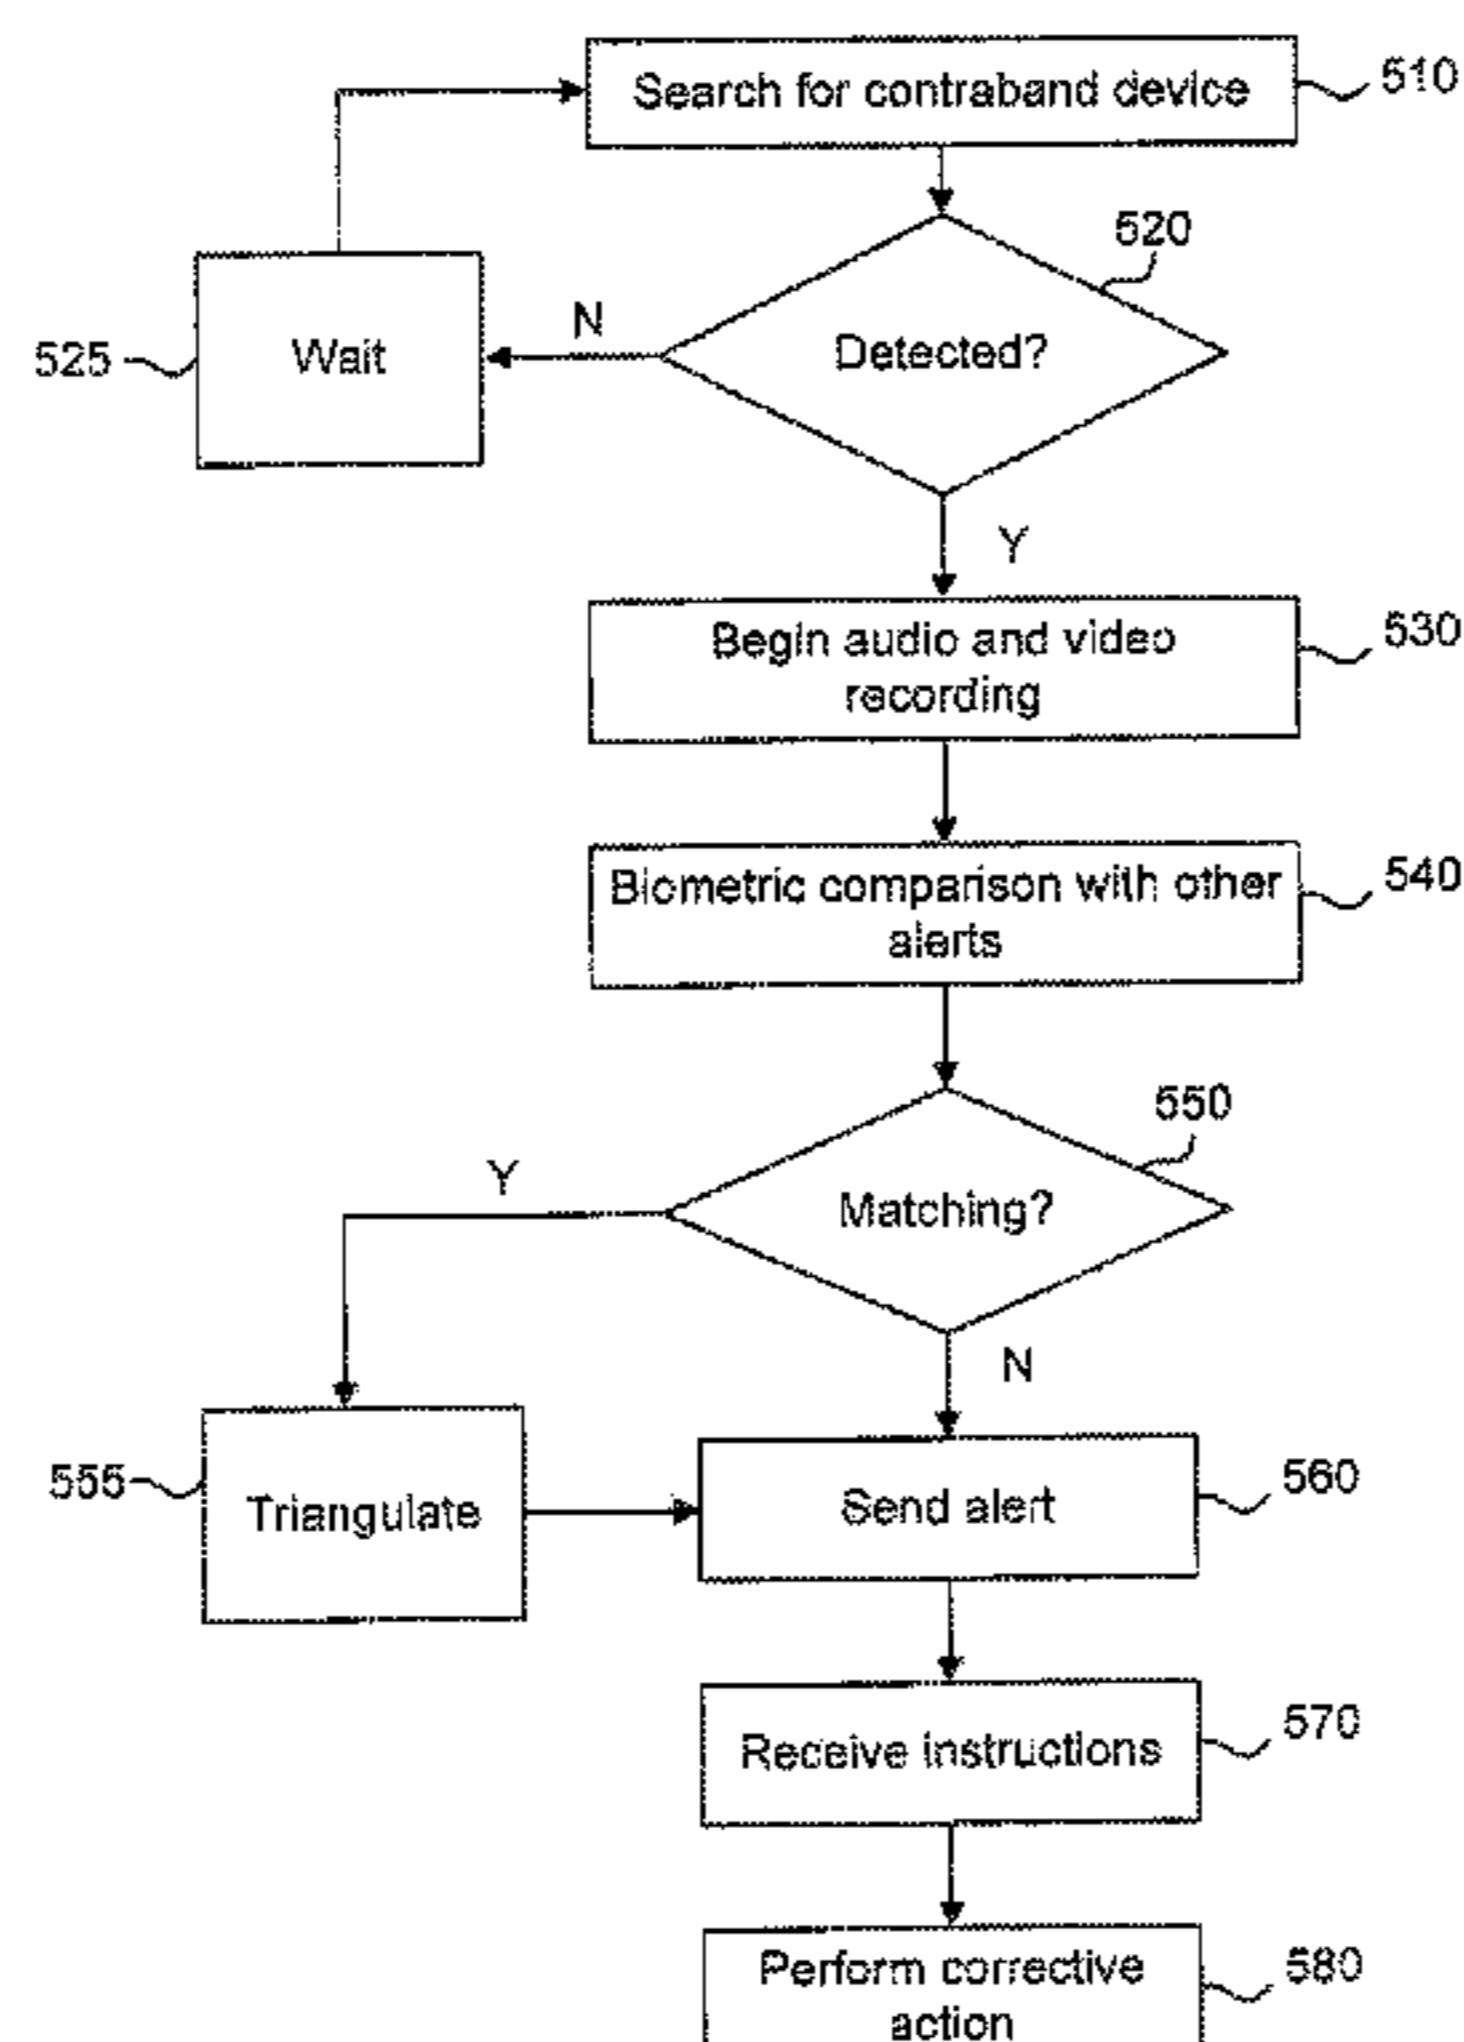 Search for contraband device
510
520
Detected?
N
Wait
525
Y
Begin audio and video
recording
530
Biometric comparison with other
alerts
540
550
Matching?
Y
N
555
Triangulate
Send alert
560
Receive instructions
570
Perform corrective
action
580